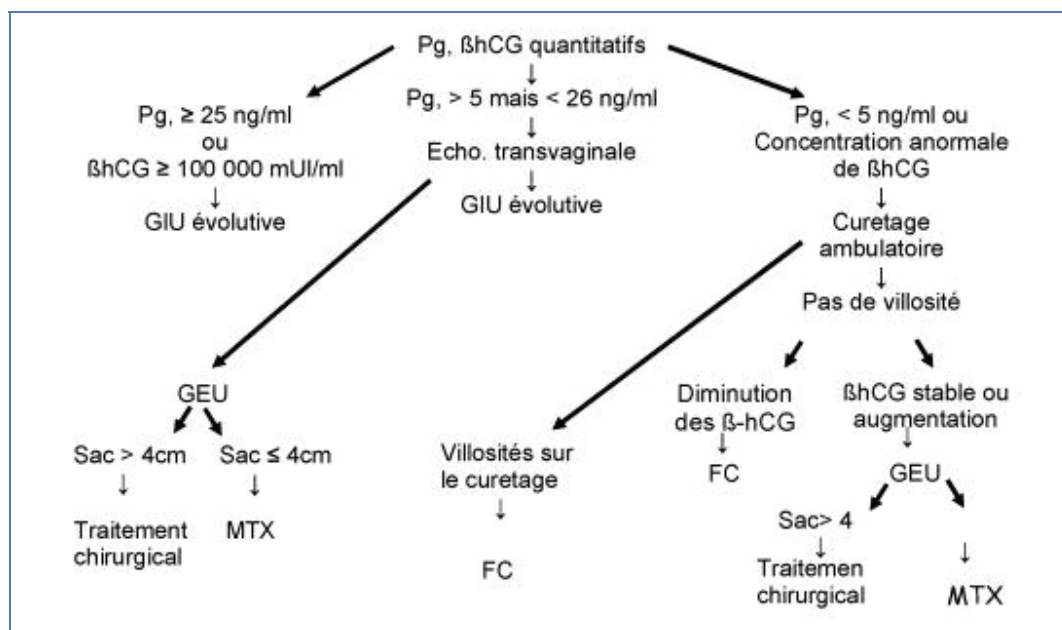 Pg, ßhCG quantitatifs
Pg, ≥ 25 ng/ml
ou
ßhCG ≥ 100 000 mUI/ml
GIU évolutive
Pg, > 5 mais < 26 ng/ml
Echo. transvaginale
GIU évolutive
Pg, < 5 ng/ml ou
Concentration anormale
de ßhCG
Curetage
ambulatoire
Pas de villosité
GEU
Sac > 4cm
Traitement
chirurgical
Sac ≤ 4cm
MTX
Villosités sur
le curetage
FC
Diminution
des ß-hCG
FC
ßhCG stable ou
augmentation
GEU
Sac> 4
Traitemen
chirurgical
MTX